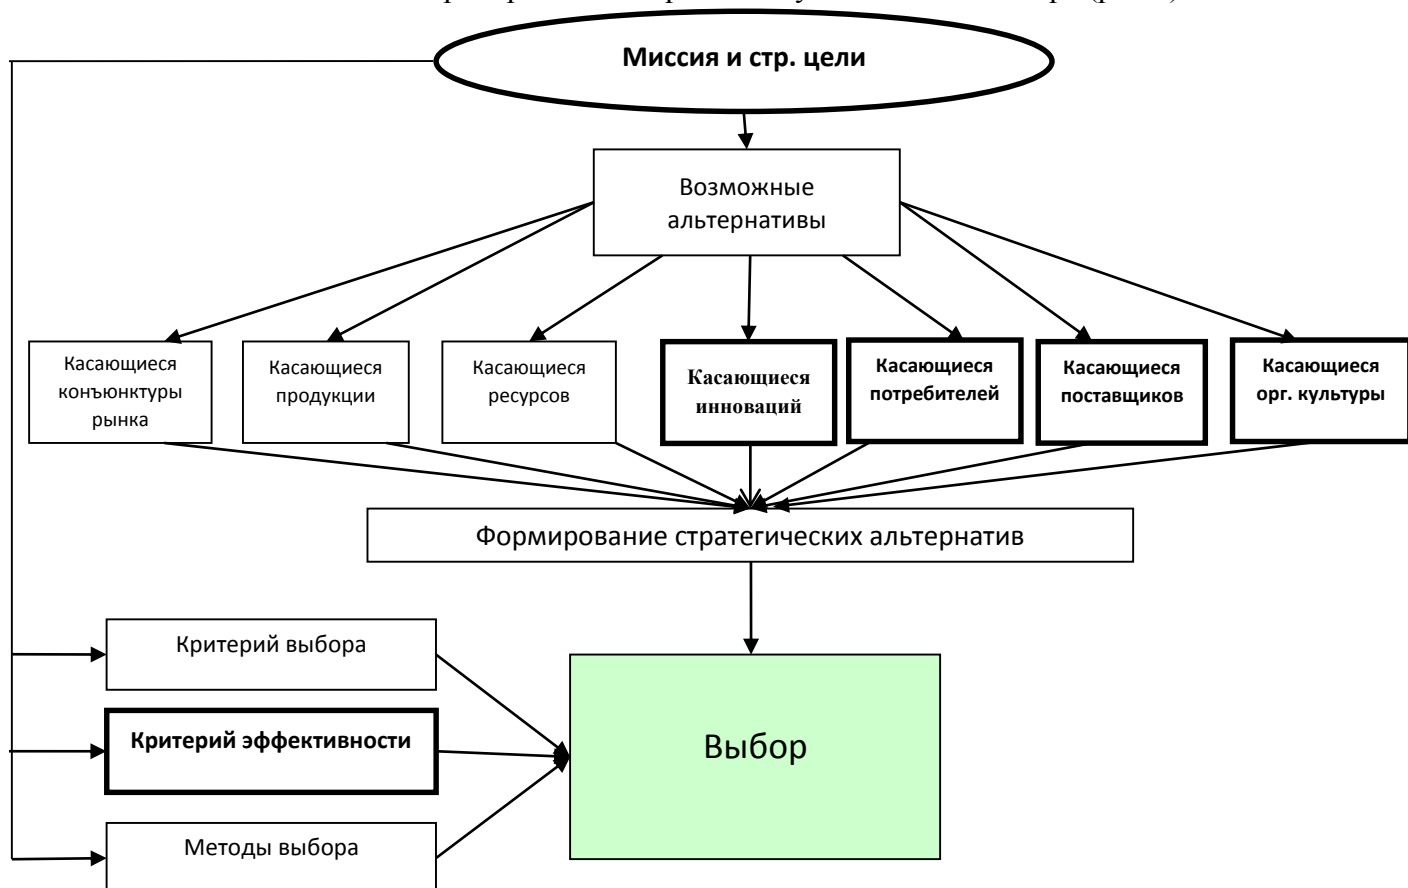 Миссия и стр. цели
Возможные
альтернативы
Касающиеся
конъюнктуры
рынка
Касающиеся
продукции
Касающиеся
ресурсов
Касающиеся
инноваций
Касающиеся
потребителей
Касающиеся
поставщиков
Касающиеся
орг. культуры
Формирование стратегических альтернатив
Критерий выбора
Критерий эффективности
Методы выбора
Выбор